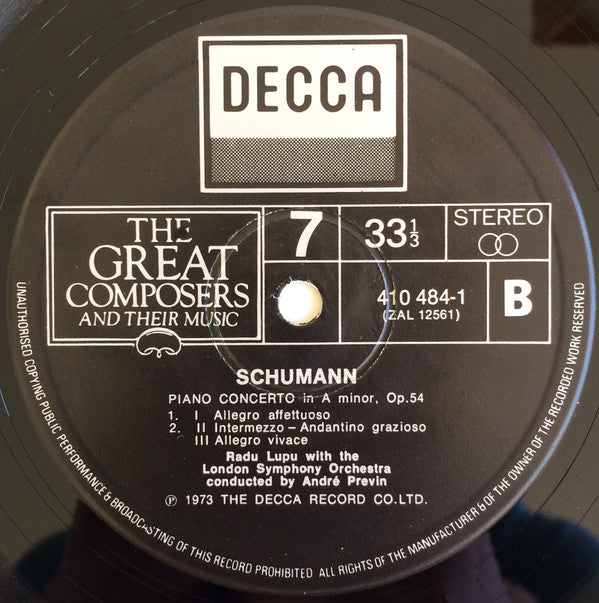 DECCA
THE
GREAT
COMPOSERS
AND THEIR MUSIC
7
33⅓
STEREO
410 484-1
(ZAL 12561)
B
SCHUMANN
PIANO CONCERTO in A minor, Op.54
1. I Allegro affettuoso
2. II Intermezzo – Andantino grazioso
III Allegro vivace
Radu Lupu with the
London Symphony Orchestra
conducted by André Previn
℗ 1973 THE DECCA RECORD CO.LTD.
UNAUTHORISED COPYING PUBLIC PERFORMANCE & BROADCASTING OF THIS RECORD PROHIBITED ALL RIGHTS OF THE MANUFACTURER & OF THE OWNER OF THE RECORDED WORK RESERVED